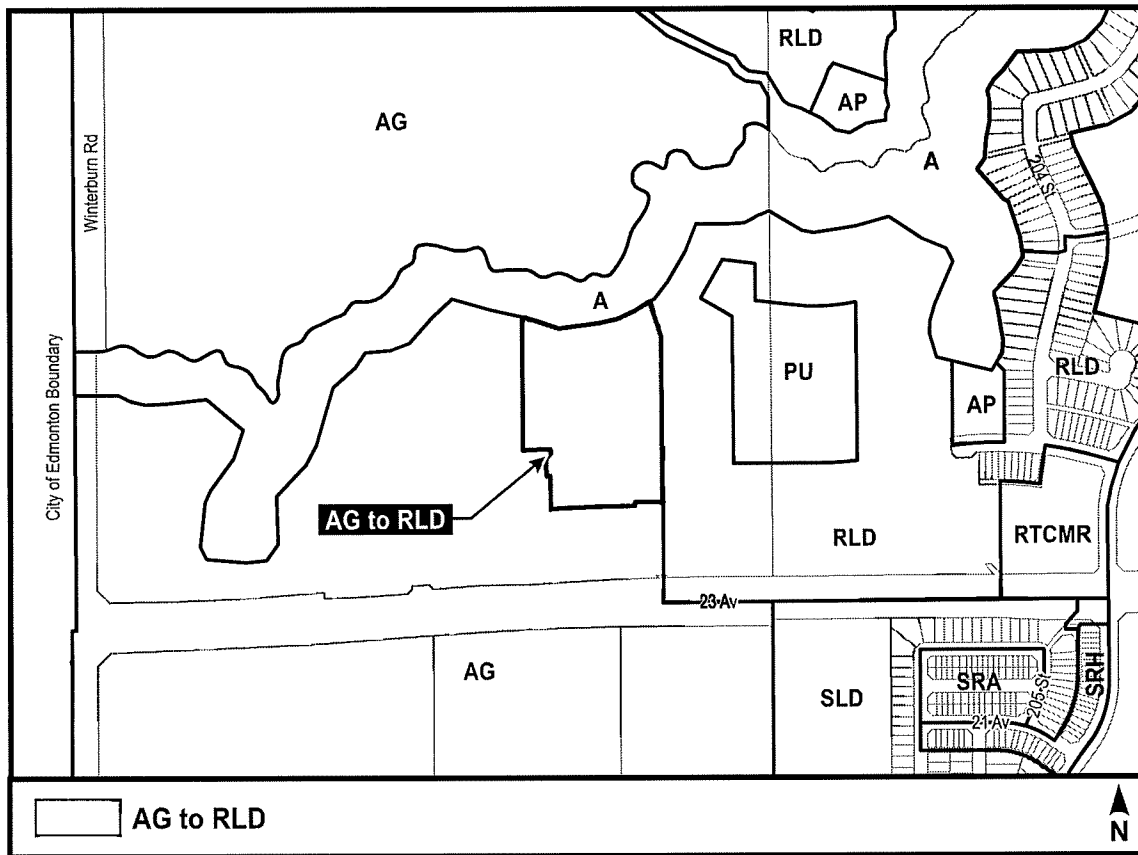 RLD
AP
AG
A
204 St
Winterburn Rd
A
City of Edmonton Boundary
PU
RLD
AP
AG to RLD
RLD
RTCMR
23 Av
AG
SLD
SRA
205 St
SRH
21 Av
AG to RLD
N